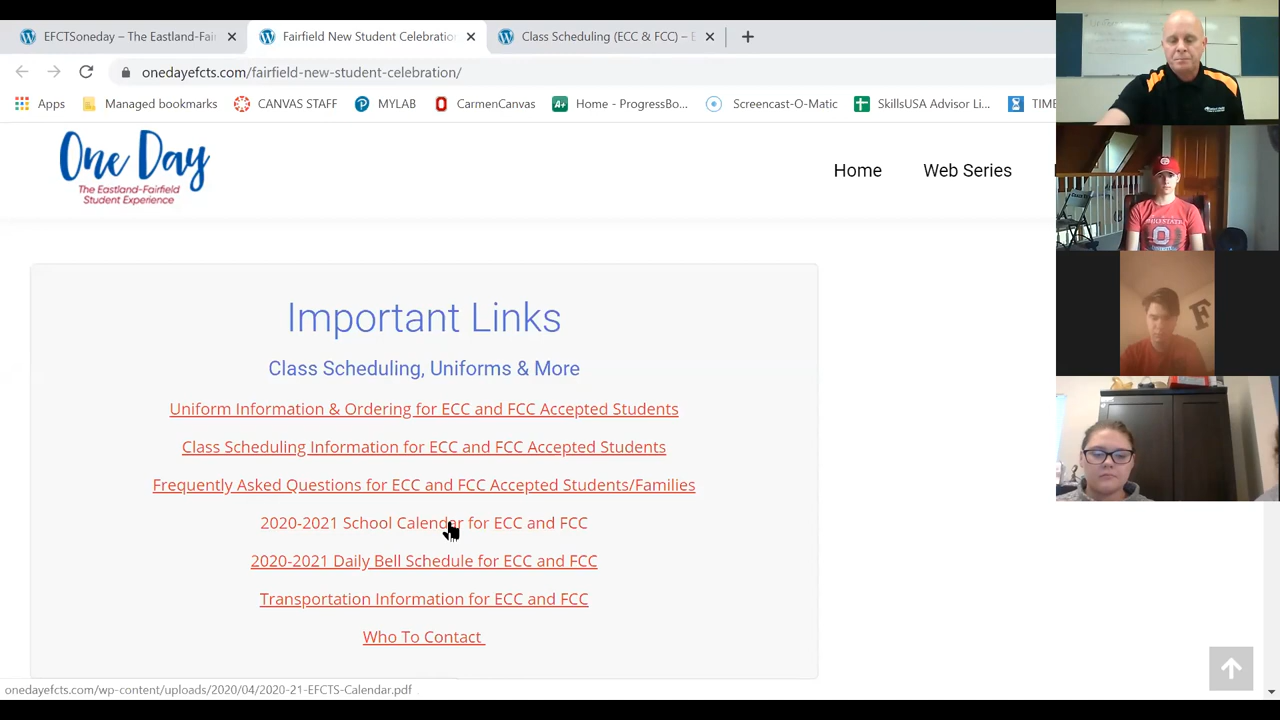 EFCTSoneday – The Eastland-Fai
Fairfield New Student Celebration
Class Scheduling (ECC & FCC) – E
onedayefcts.com/fairfield-new-student-celebration/
Apps
Managed bookmarks
CANVAS STAFF
MYLAB
CarmenCanvas
Home - ProgressBo...
Screencast-O-Matic
SkillsUSA Advisor Li...
TIME
One Day
The Eastland-Fairfield
Student Experience
Home
Web Series
Important Links
Class Scheduling, Uniforms & More
Uniform Information & Ordering for ECC and FCC Accepted Students
Class Scheduling Information for ECC and FCC Accepted Students
Frequently Asked Questions for ECC and FCC Accepted Students/Families
2020-2021 School Calendar for ECC and FCC
2020-2021 Daily Bell Schedule for ECC and FCC
Transportation Information for ECC and FCC
Who To Contact
onedayefcts.com/wp-content/uploads/2020/04/2020-21-EFCTS-Calendar.pdf
F